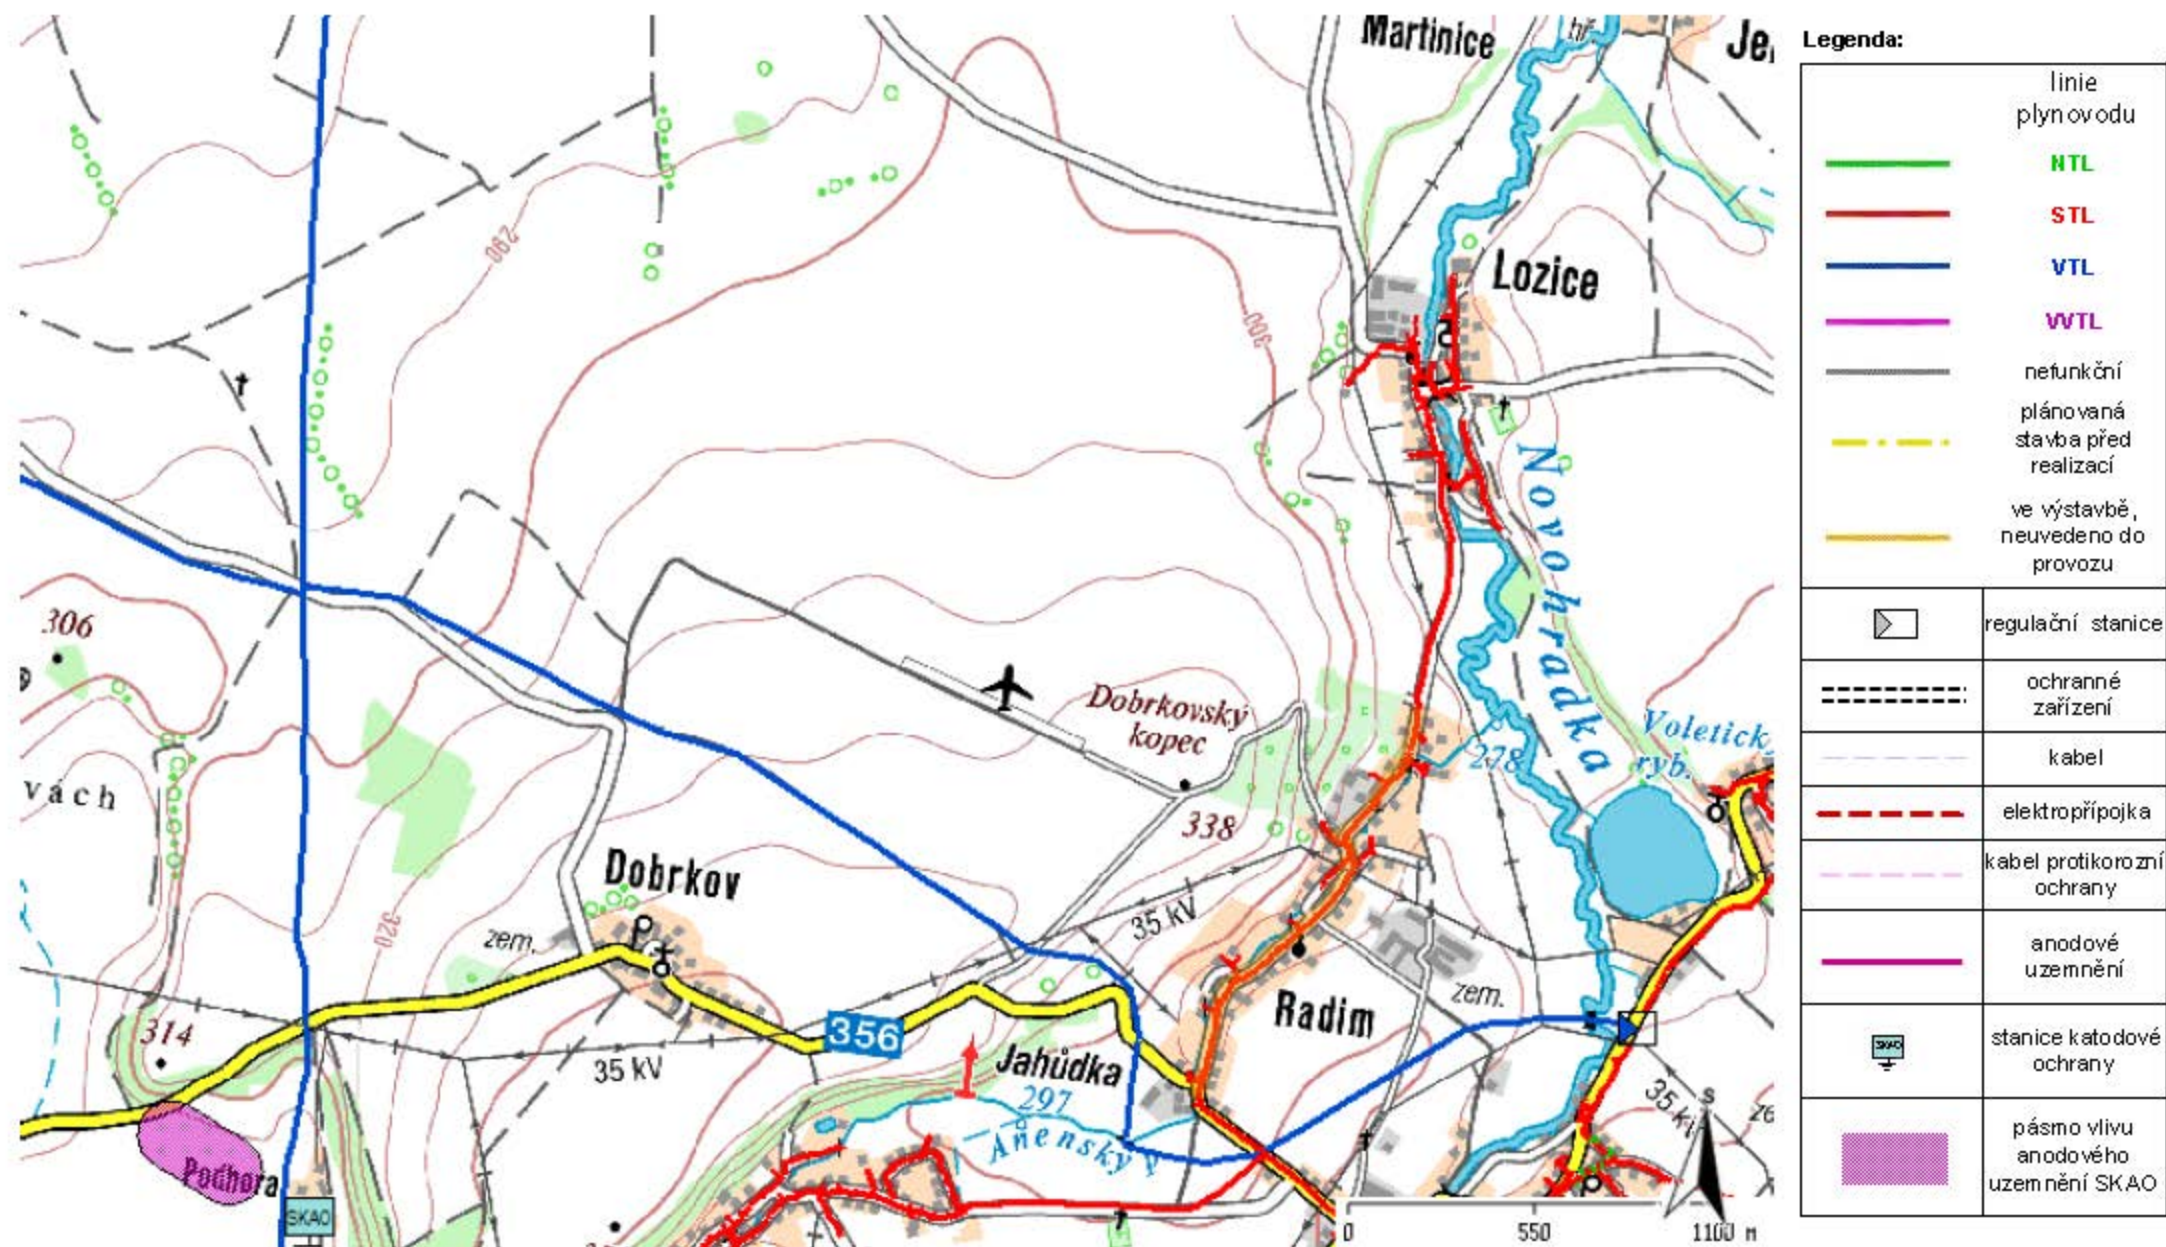 Martinice
hř.
Lozice
290
300
Novohradka
306
Dobrkovský
kopec
278
338
Dobrkov
vách
320
zem.
35 kV
314
356
35 kV
Jahůdka
297
Radim
zem.
Voletick
ryb.
35 kV
Podhora
SKAO
S
0
550
1100 m
Legenda:
linie
plynovodu
NTL
STL
VTL
VVTL
nefunkční
plánovaná
stavba před
realizací
ve výstavbě,
neuvedeno do
provozu
regulační stanice
ochranné
zařízení
kabel
elektropřípojka
kabel protikorozní
ochrany
anodové
uzemnění
SKAO
stanice katodové
ochrany
pásmo vlivu
anodového
uzemnění SKAO